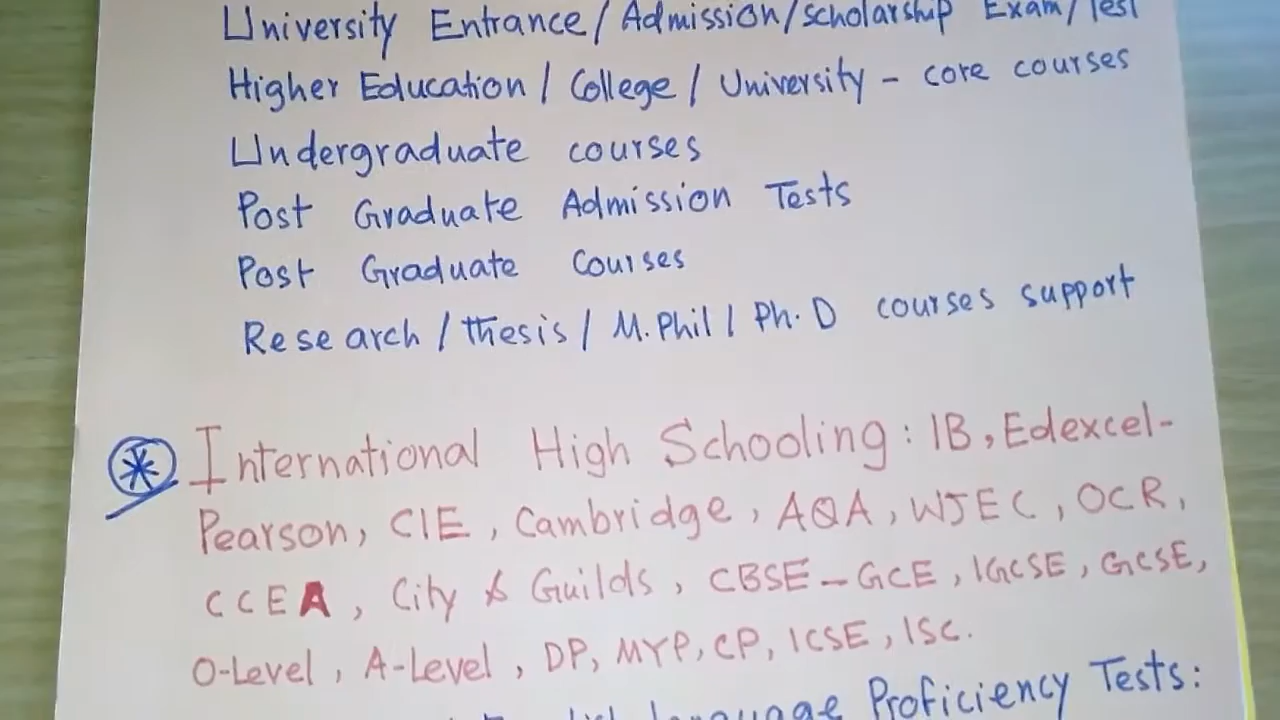 University Entrance/Admission/scholarship Exam/Test
Higher Education / College / University - core courses
Undergraduate courses
Post Graduate Admission Tests
Post Graduate Courses
Research / thesis / M.Phil / Ph.D courses support
International High Schooling : IB, Edexcel-
Pearson, CIE, Cambridge, AQA, WJEC, OCR,
CCEA, City & Guilds, CBSE-GCE, IGCSE, GCSE,
O-Level, A-Level, DP, MYP, CP, ICSE, ISC.
Language Proficiency Tests: